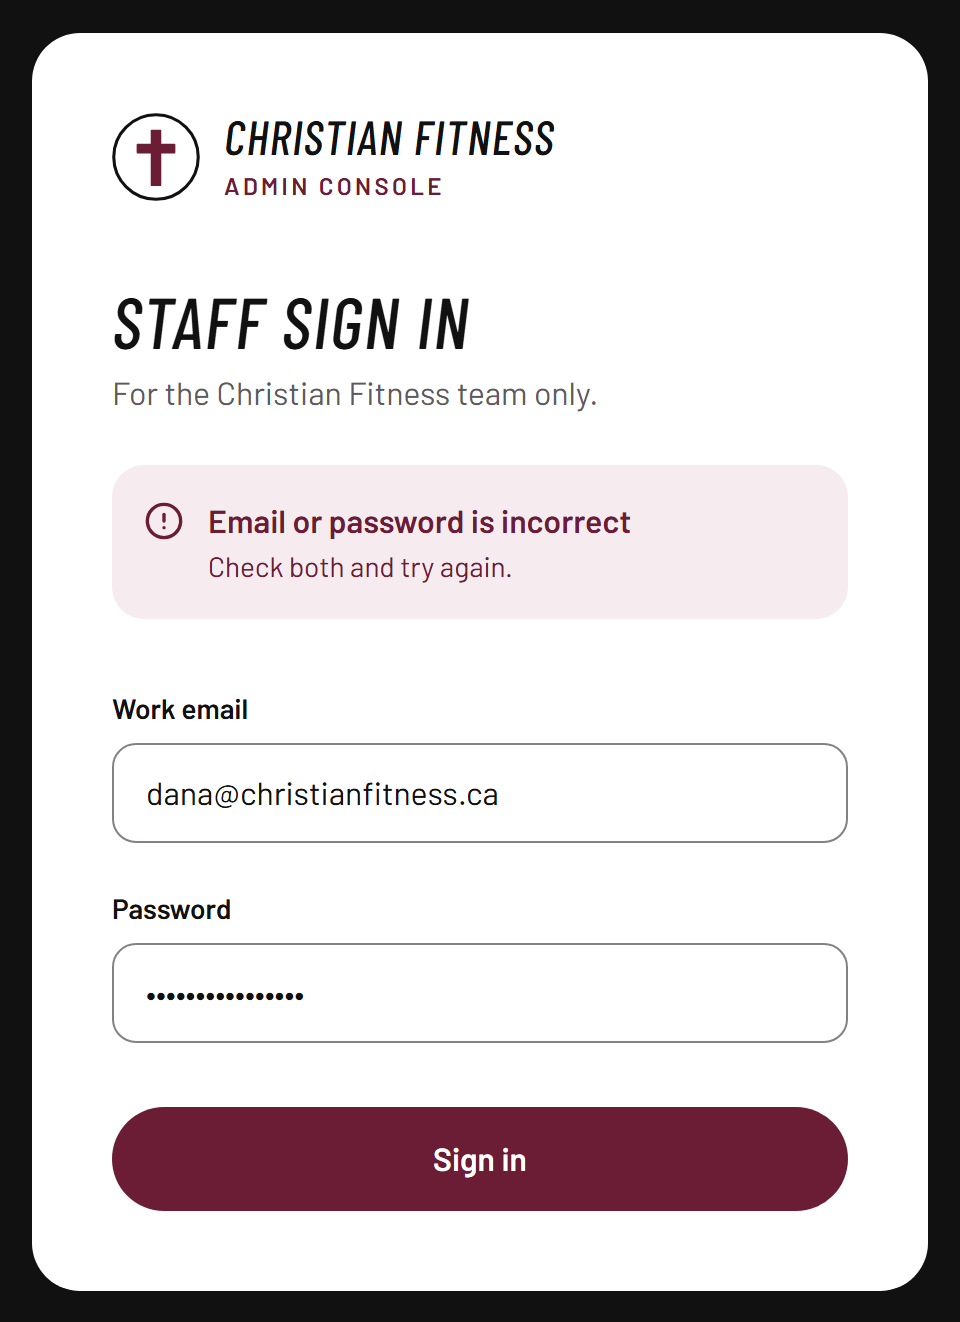 CHRISTIAN FITNESS
ADMIN CONSOLE
STAFF SIGN IN
For the Christian Fitness team only.
Email or password is incorrect
Check both and try again.
Work email
dana@christianfitness.ca
Password
••••••••••••••••
Sign in